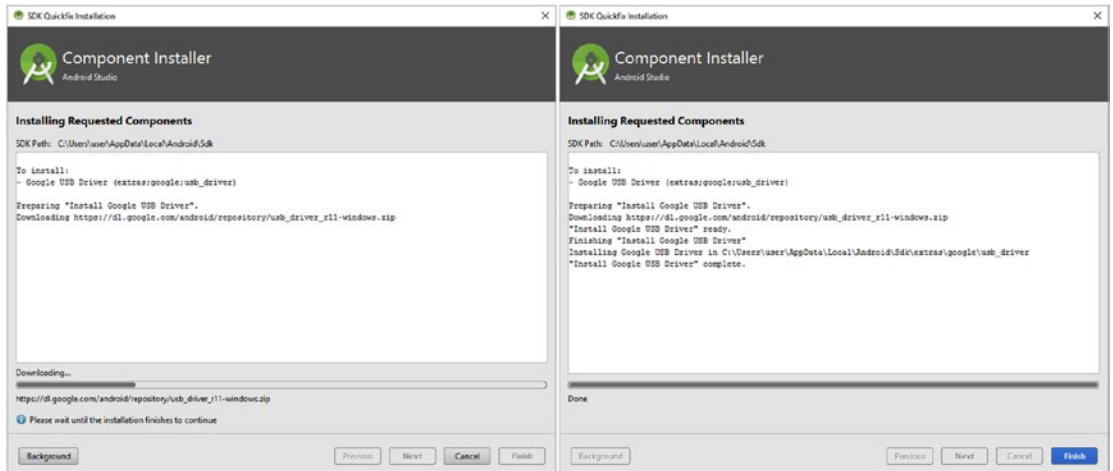 SDK Quickfix Installation
Component Installer
Android Studio
Installing Requested Components
SDK Path: C:\Users\user\AppData\Local\Android\Sdk
To install:
- Google USB Driver (extras;google;usb_driver)
Preparing "Install Google USB Driver".
Downloading https://dl.google.com/android/repository/usb_driver_r11-windows.zip
Downloading...
https://dl.google.com/android/repository/usb_driver_r11-windows.zip
Please wait until the installation finishes to continue
Background Previous Next Cancel Finish
SDK Quickfix Installation
Component Installer
Android Studio
Installing Requested Components
SDK Path: C:\Users\user\AppData\Local\Android\Sdk
To install:
- Google USB Driver (extras;google;usb_driver)
Preparing "Install Google USB Driver".
Downloading https://dl.google.com/android/repository/usb_driver_r11-windows.zip
"Install Google USB Driver" ready.
Finishing "Install Google USB Driver"
Installing Google USB Driver in C:\Users\user\AppData\Local\Android\Sdk\extras\google\usb_driver
"Install Google USB Driver" complete.
Done
Background Previous Next Cancel Finish